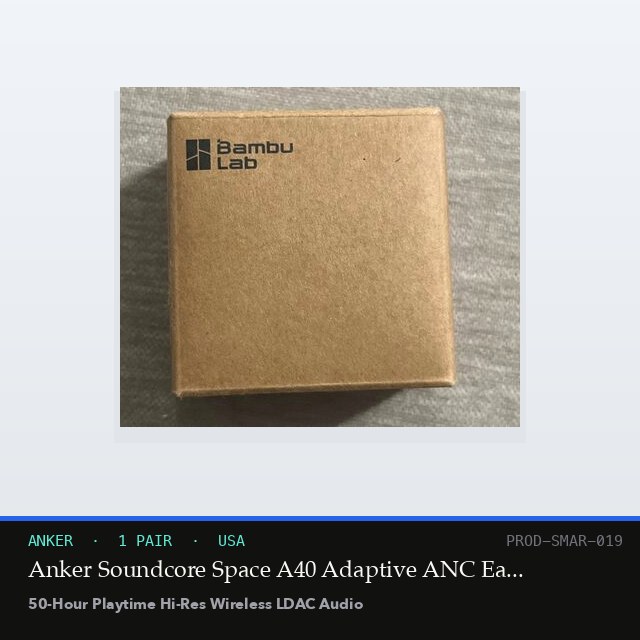 Bambu
Lab
ANKER · 1 PAIR · USA
PROD–SMAR–019
Anker Soundcore Space A40 Adaptive ANC Ea...
50-Hour Playtime Hi-Res Wireless LDAC Audio